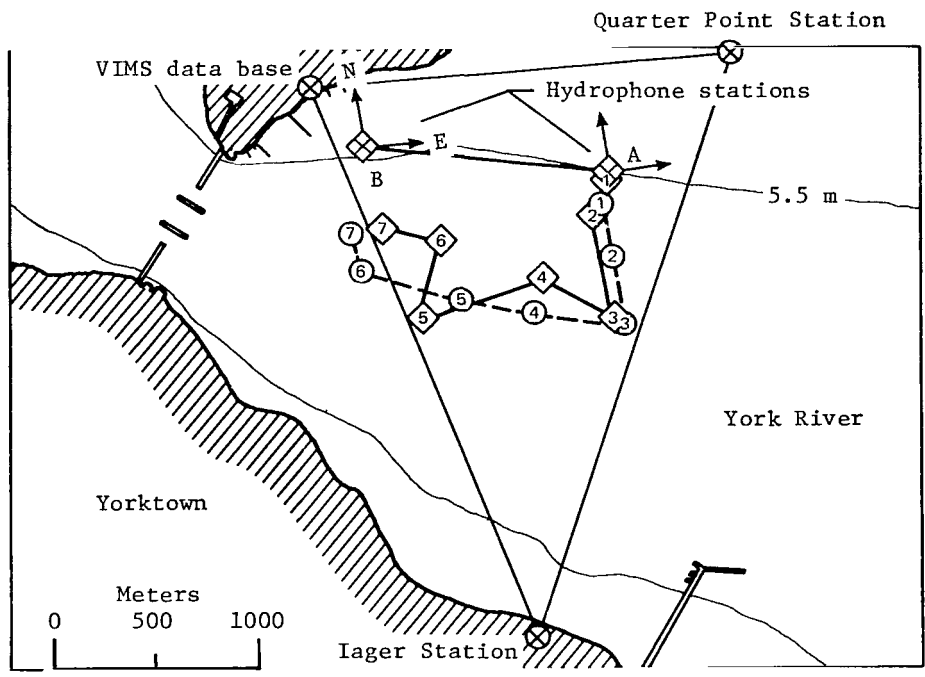 Quarter Point Station
VIMS data base
N
Hydrophone stations
E
A
B
1
5.5 m
1
2
7
7
6
2
6
4
5
4
5
3
3
York River
Yorktown
Meters
0 500 1000
Iager Station